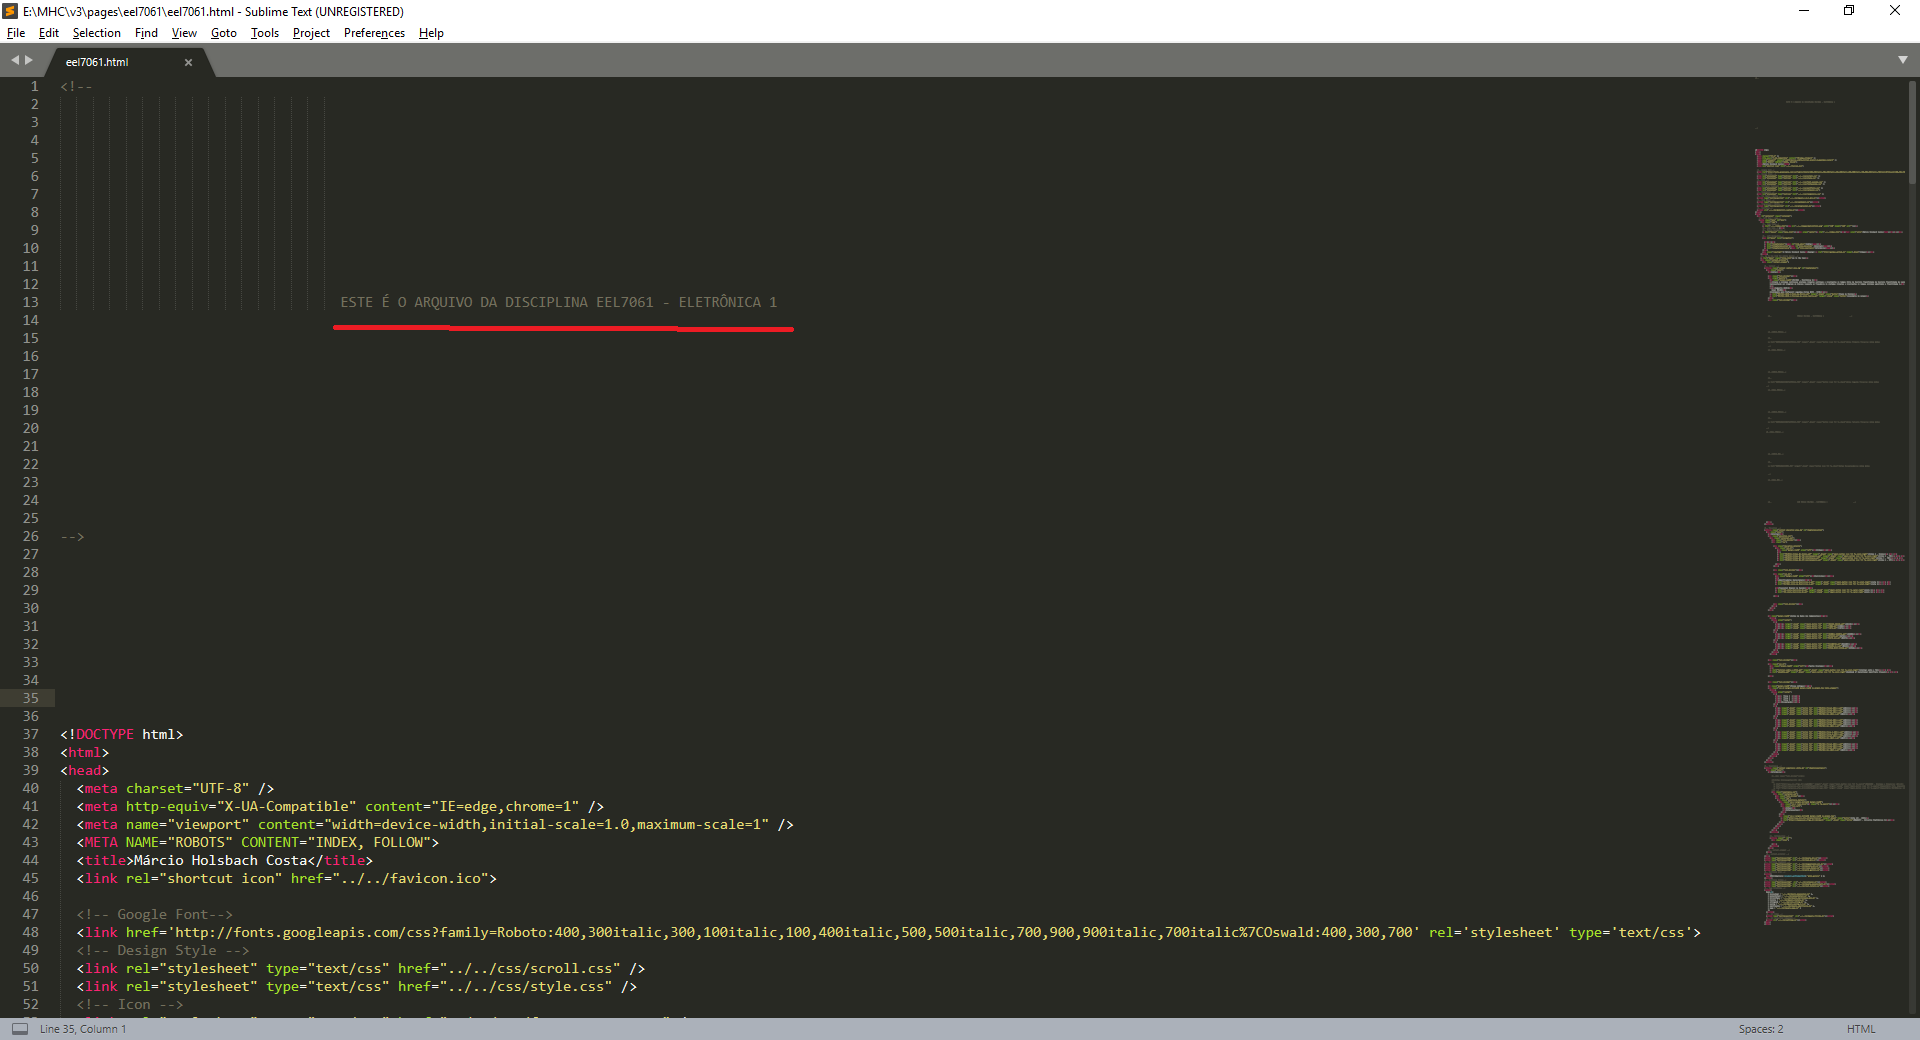 E:\MHC\v3\pages\eel7061\eel7061.html - Sublime Text (UNREGISTERED)
File Edit Selection Find View Goto Tools Project Preferences Help
eel7061.html
1 <!--
2
3
4
5
6
7
8
9
10
11
12
13 ESTE É O ARQUIVO DA DISCIPLINA EEL7061 - ELETRÔNICA 1
14
15
16
17
18
19
20
21
22
23
24
25
26 -->
27
28
29
30
31
32
33
34
35
36
37 <!DOCTYPE html>
38 <html>
39 <head>
40 <meta charset="UTF-8" />
41 <meta http-equiv="X-UA-Compatible" content="IE=edge,chrome=1" />
42 <meta name="viewport" content="width=device-width,initial-scale=1.0,maximum-scale=1" />
43 <META NAME="ROBOTS" CONTENT="INDEX, FOLLOW">
44 <title>Márcio Holsbach Costa</title>
45 <link rel="shortcut icon" href="../../favicon.ico">
46
47 <!-- Google Font-->
48 <link href='http://fonts.googleapis.com/css?family=Roboto:400,300italic,300,100italic,100,400italic,500,500italic,700,900,900italic,700italic%7COswald:400,300,700' rel='stylesheet' type='text/css'>
49 <!-- Design Style -->
50 <link rel="stylesheet" type="text/css" href="../../css/scroll.css" />
51 <link rel="stylesheet" type="text/css" href="../../css/style.css" />
52 <!-- Icon -->
Line 35, Column 1 Spaces: 2 HTML